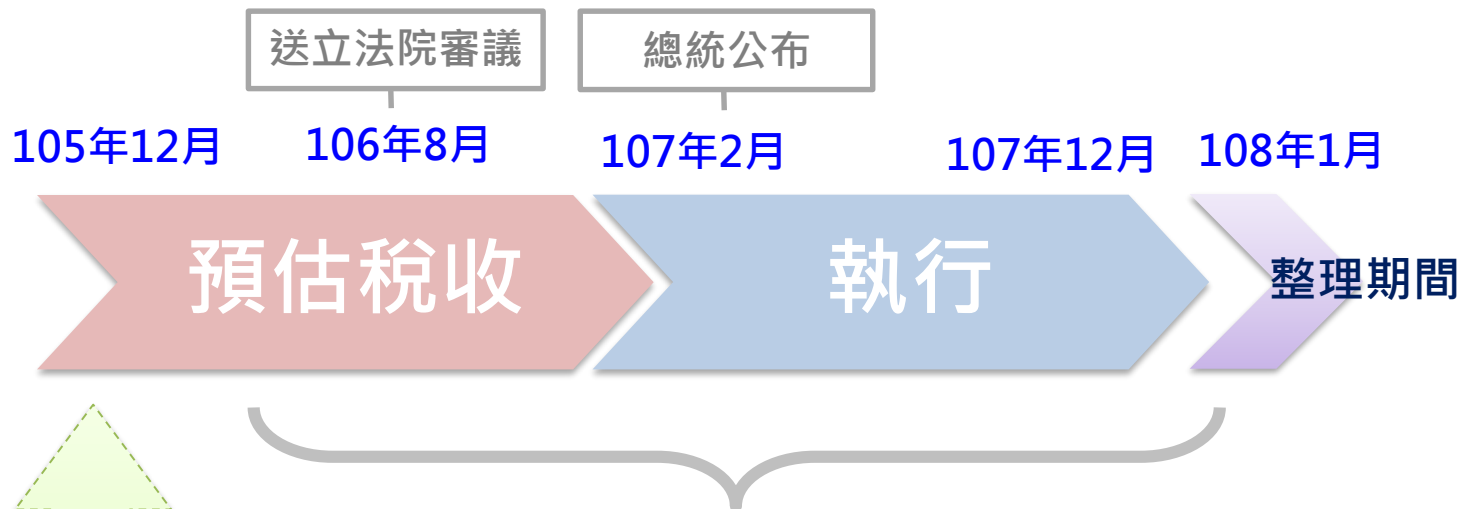 送立法院審議
總統公布
105年12月
106年8月
107年2月
107年12月
108年1月
預估稅收
執行
整理期間